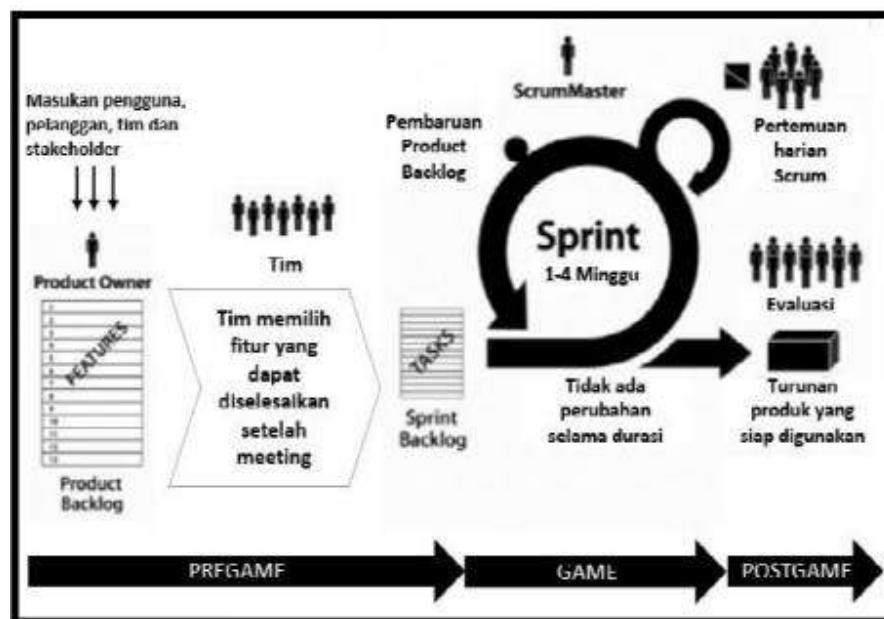 Masukan pengguna,
pelanggan, tim dan
stakeholder
Product Owner
FEATURES
Product
Backlog
Tim
Tim memilih
fitur yang
dapat
diselesaikan
setelah
meeting
Pembaruan
Product
Backlog
TASKS
Sprint
Backlog
ScrumMaster
Sprint
1-4 Minggu
Tidak ada
perubahan
selama durasi
Pertemuan
harian
Scrum
Evaluasi
Turunan
produk yang
siap digunakan
PREGAME
GAME
POSTGAME